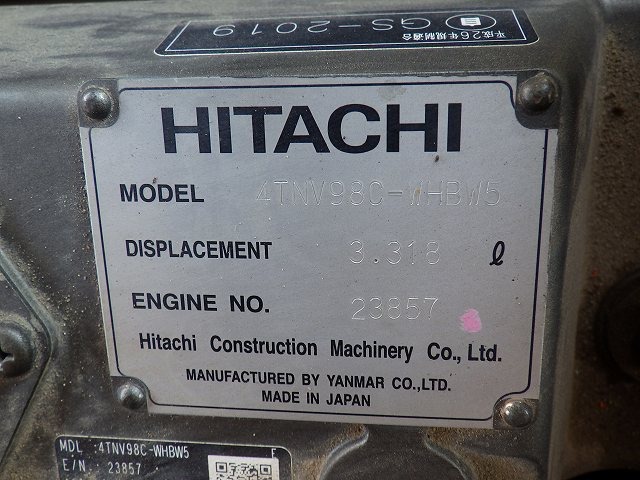 平成26年規制適合
自
GS-2019
HITACHI
MODEL 4TNV98C-WHBW5
DISPLACEMENT 3.318 ℓ
ENGINE NO. 23857
Hitachi Construction Machinery Co., Ltd.
MANUFACTURED BY YANMAR CO.,LTD.
MADE IN JAPAN
MDL :4TNV98C-WHBW5 E
E/N : 23857